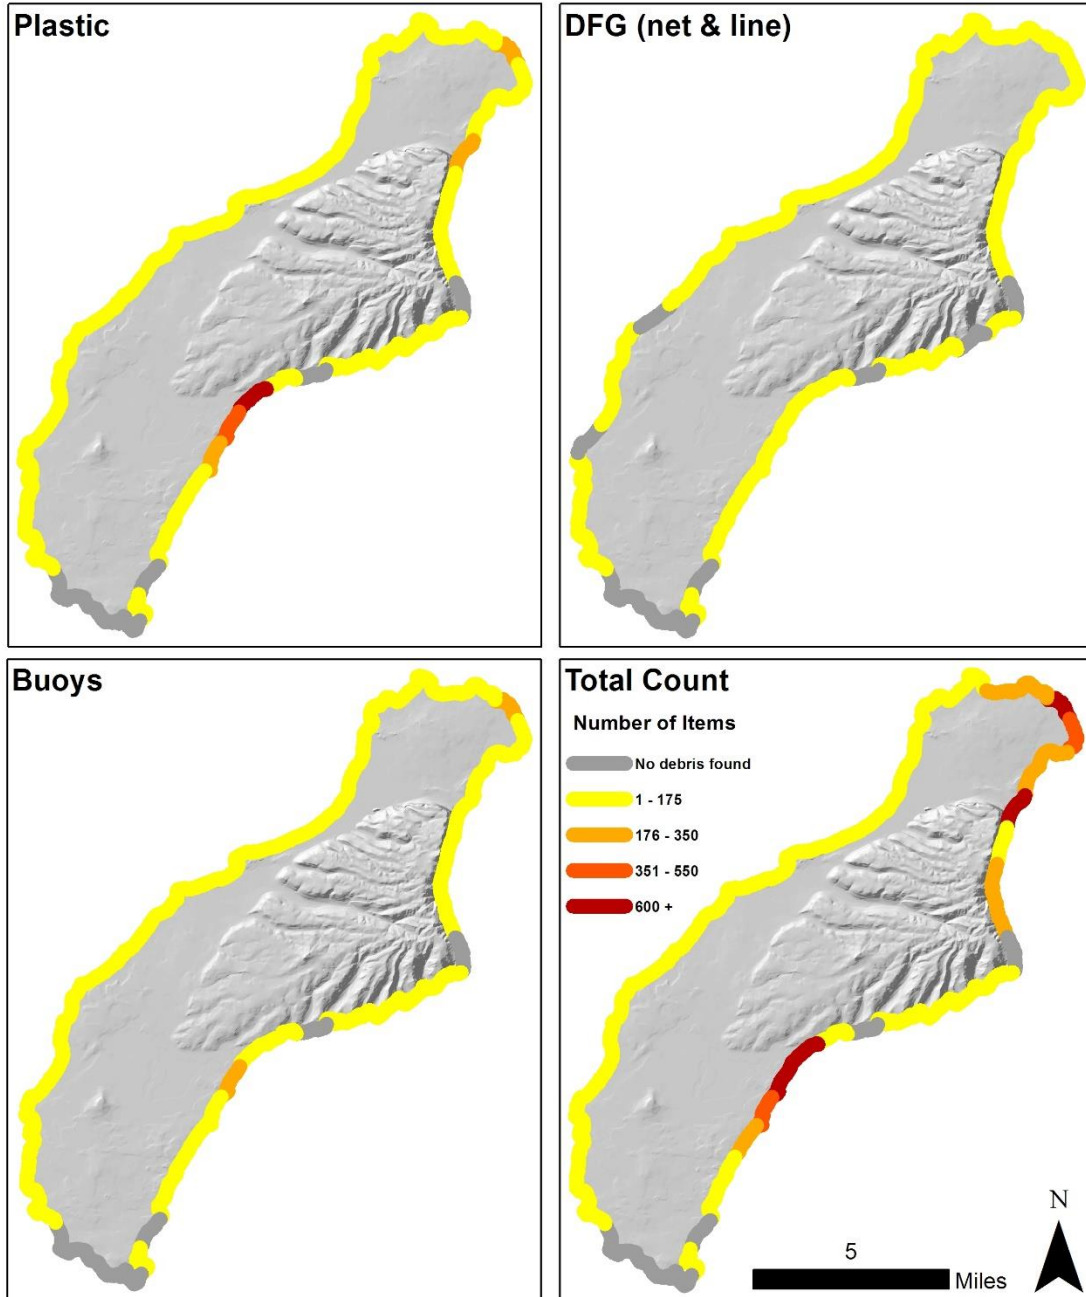 Plastic
DFG (net & line)
Buoys
Total Count
Number of Items
No debris found
1 - 175
176 - 350
351 - 550
600 +
N
5
Miles